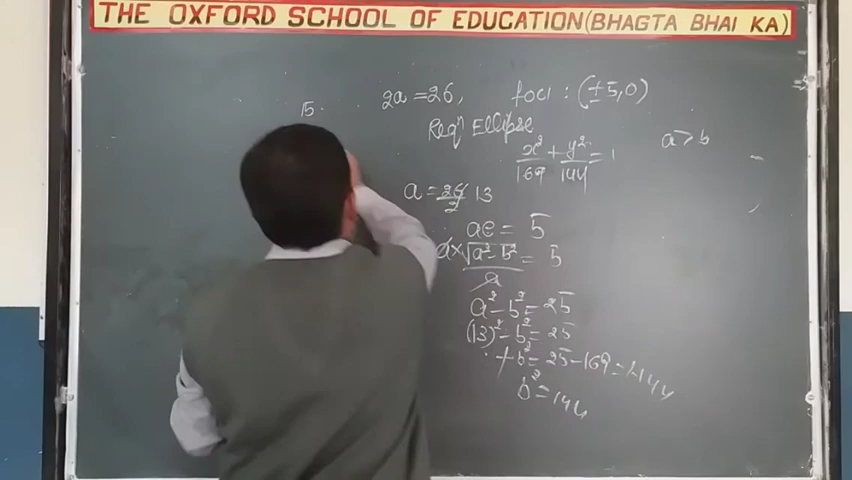 THE OXFORD SCHOOL OF EDUCATION(BHAGTA BHAI KA)
15.
2a = 26, foci : (±5,0)
Reqⁿ Ellipse
x²/169 + y²/144 = 1 a > b
a = 26/2 13
ae = 5
a × √(a² - b²)/a = 5
a² - b² = 25
(13)² - b² = 25
+ b² = 25 - 169 = -144
b² = 144